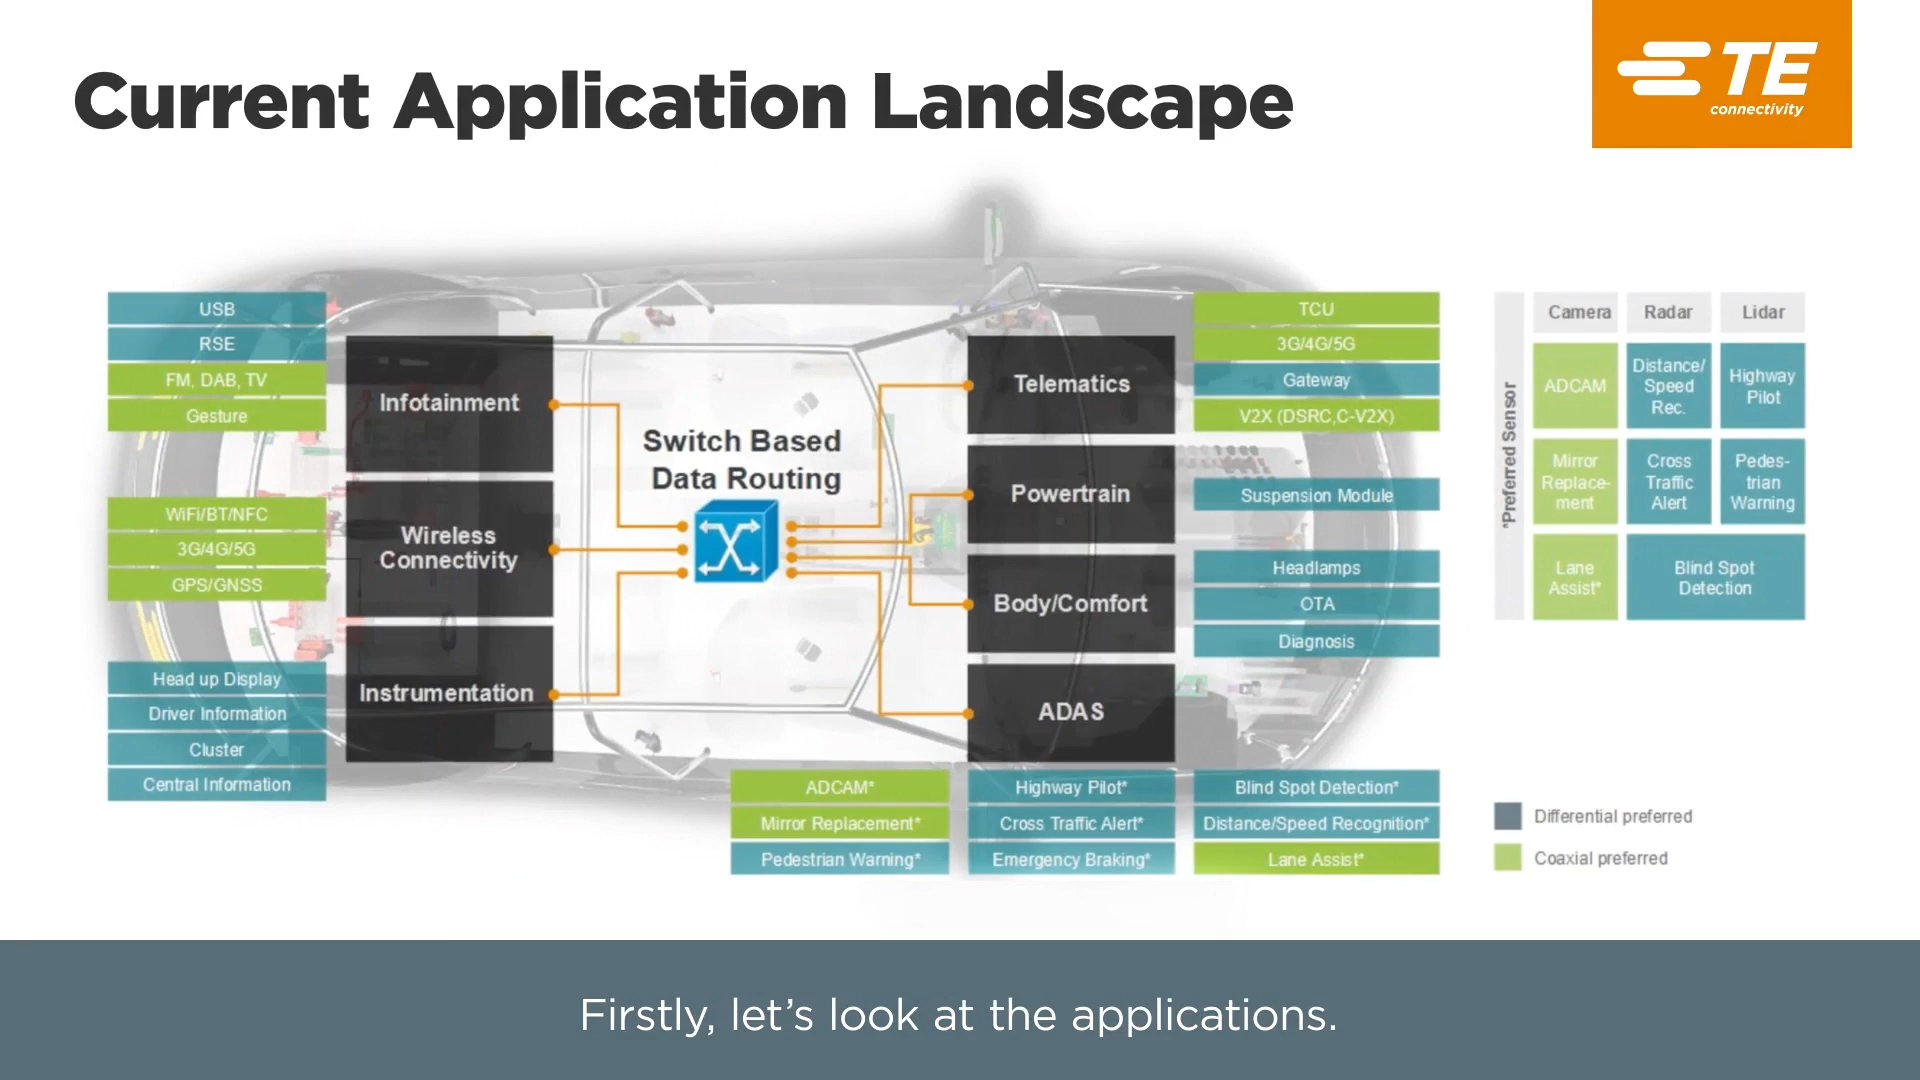 Current Application Landscape
TE
connectivity
USB
RSE
FM, DAB, TV
Gesture
WiFi/BT/NFC
3G/4G/5G
GPS/GNSS
Head up Display
Driver Information
Cluster
Central Information
Infotainment
Wireless
Connectivity
Instrumentation
Switch Based
Data Routing
Telematics
Powertrain
Body/Comfort
ADAS
TCU
3G/4G/5G
Gateway
V2X (DSRC,C-V2X)
Suspension Module
Headlamps
OTA
Diagnosis
ADCAM*
Mirror Replacement*
Pedestrian Warning*
Highway Pilot*
Cross Traffic Alert*
Emergency Braking*
Blind Spot Detection*
Distance/Speed Recognition*
Lane Assist*
*Preferred Sensor
Camera
Radar
Lidar
ADCAM
Distance/
Speed
Rec.
Highway
Pilot
Mirror
Replace-
ment
Cross
Traffic
Alert
Pedes-
trian
Warning
Lane
Assist*
Blind Spot
Detection
Differential preferred
Coaxial preferred
Firstly, let's look at the applications.